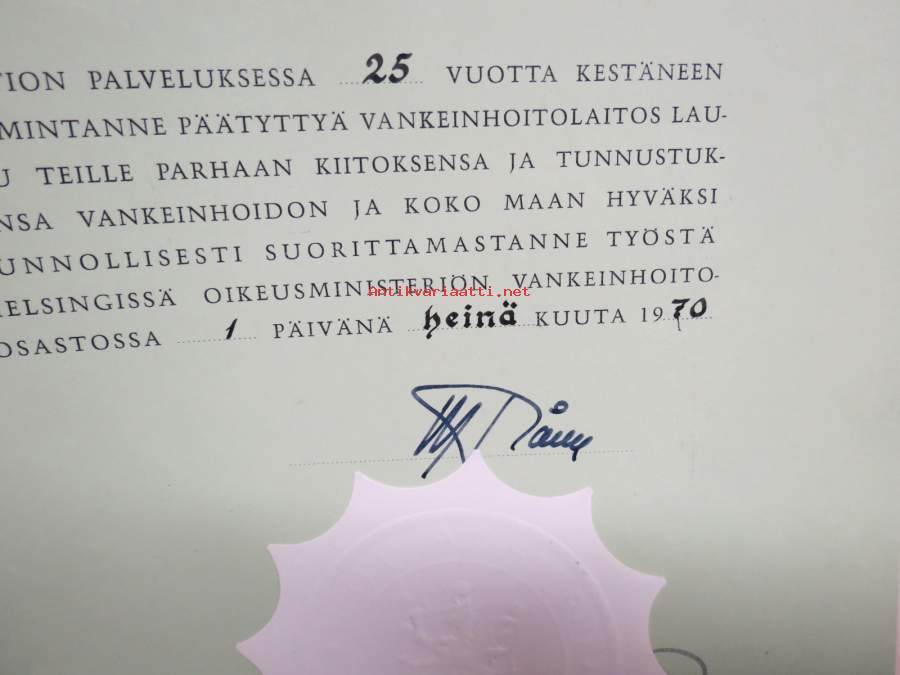 TION PALVELUKSESSA 25 VUOTTA KESTÄNEEN
MINTANNE PÄÄTYTTYÄ VANKEINHOITOLAITOS LAU-
U TEILLE PARHAAN KIITOKSENSA JA TUNNUSTUK-
NSA VANKEINHOIDON JA KOKO MAAN HYVÄKSI
UNNOLLISESTI SUORITTAMASTANNE TYÖSTÄ
ELSINGISSÄ OIKEUSMINISTERIÖN VANKEINHOITO-
antikvariaatti.net
OSASTOSSA 1 PÄIVÄNÄ heinä KUUTA 1970